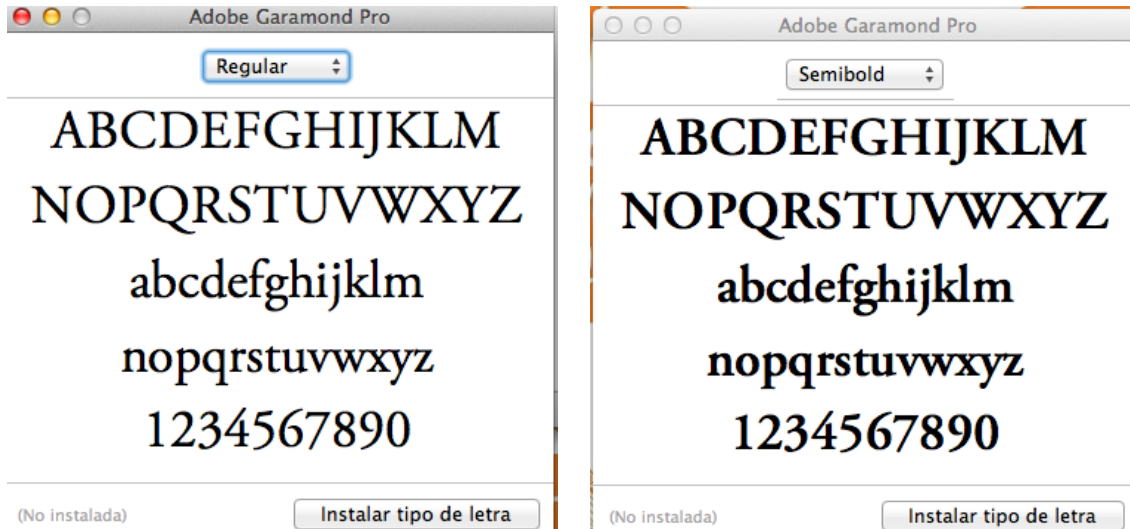 Adobe Garamond Pro
Regular
ABCDEFGHIJKLM
NOPQRSTUVWXYZ
abcdefghijklm
nopqrstuvwxyz
1234567890
(No instalada)
Instalar tipo de letra
Adobe Garamond Pro
Semibold
ABCDEFGHIJKLM
NOPQRSTUVWXYZ
abcdefghijklm
nopqrstuvwxyz
1234567890
(No instalada)
Instalar tipo de letra